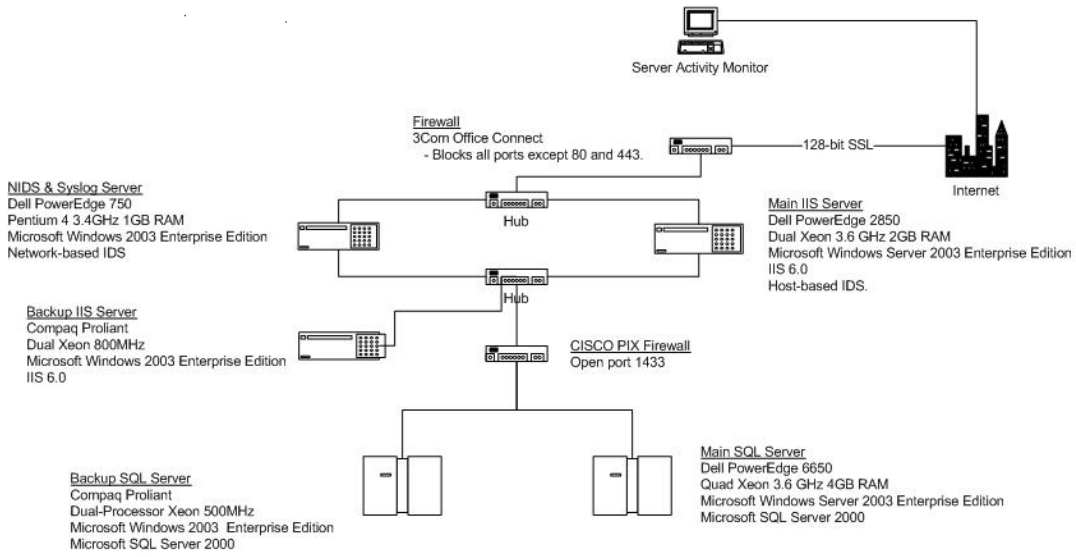 Server Activity Monitor
Firewall
3Com Office Connect
- Blocks all ports except 80 and 443.
128-bit SSL
Internet
NIDS & Syslog Server
Dell PowerEdge 750
Pentium 4 3.4GHz 1GB RAM
Microsoft Windows 2003 Enterprise Edition
Network-based IDS
Hub
Main IIS Server
Dell PowerEdge 2850
Dual Xeon 3.6 GHz 2GB RAM
Microsoft Windows Server 2003 Enterprise Edition
IIS 6.0
Host-based IDS.
Hub
Backup IIS Server
Compaq Proliant
Dual Xeon 800MHz
Microsoft Windows 2003 Enterprise Edition
IIS 6.0
CISCO PIX Firewall
Open port 1433
Backup SQL Server
Compaq Proliant
Dual-Processor Xeon 500MHz
Microsoft Windows 2003 Enterprise Edition
Microsoft SQL Server 2000
Main SQL Server
Dell PowerEdge 6650
Quad Xeon 3.6 GHz 4GB RAM
Microsoft Windows Server 2003 Enterprise Edition
Microsoft SQL Server 2000